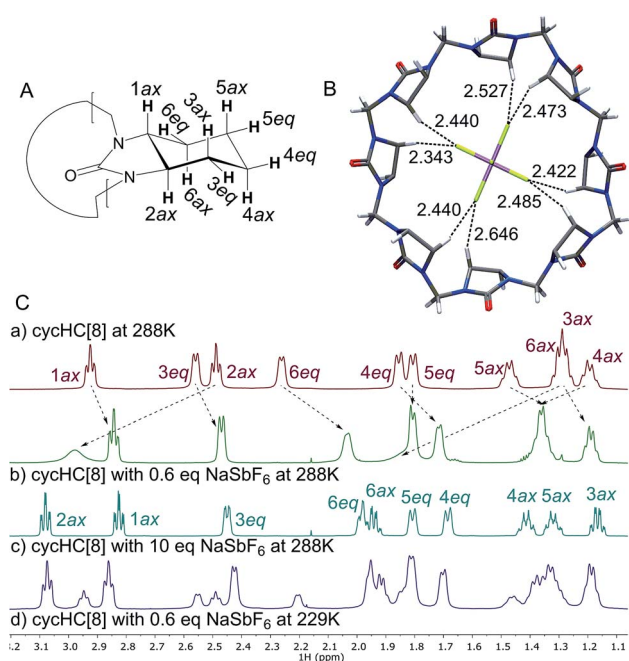 A
1ax
H
6eq
H
3ax
H
5ax
H
H 5eq
H 4eq
N
O
N
H
H
H
H
2ax
6ax
3eq
4ax
B
2.527
2.473
2.440
2.343
2.422
2.485
2.440
2.646
C
a) cycHC[8] at 288K
1ax
3eq
2ax
6eq
4eq
5eq
5ax
6ax
3ax
4ax
b) cycHC[8] with 0.6 eq NaSbF6 at 288K
2ax
1ax
3eq
6eq
6ax
5eq
4eq
4ax
5ax
3ax
c) cycHC[8] with 10 eq NaSbF6 at 288K
d) cycHC[8] with 0.6 eq NaSbF6 at 229K
3.0 2.9 2.8 2.7 2.6 2.5 2.4 2.3 2.2 2.1 2.0 1.9 1.8 1.7 1.6 1.5 1.4 1.3 1.2 1.1
1H (ppm)